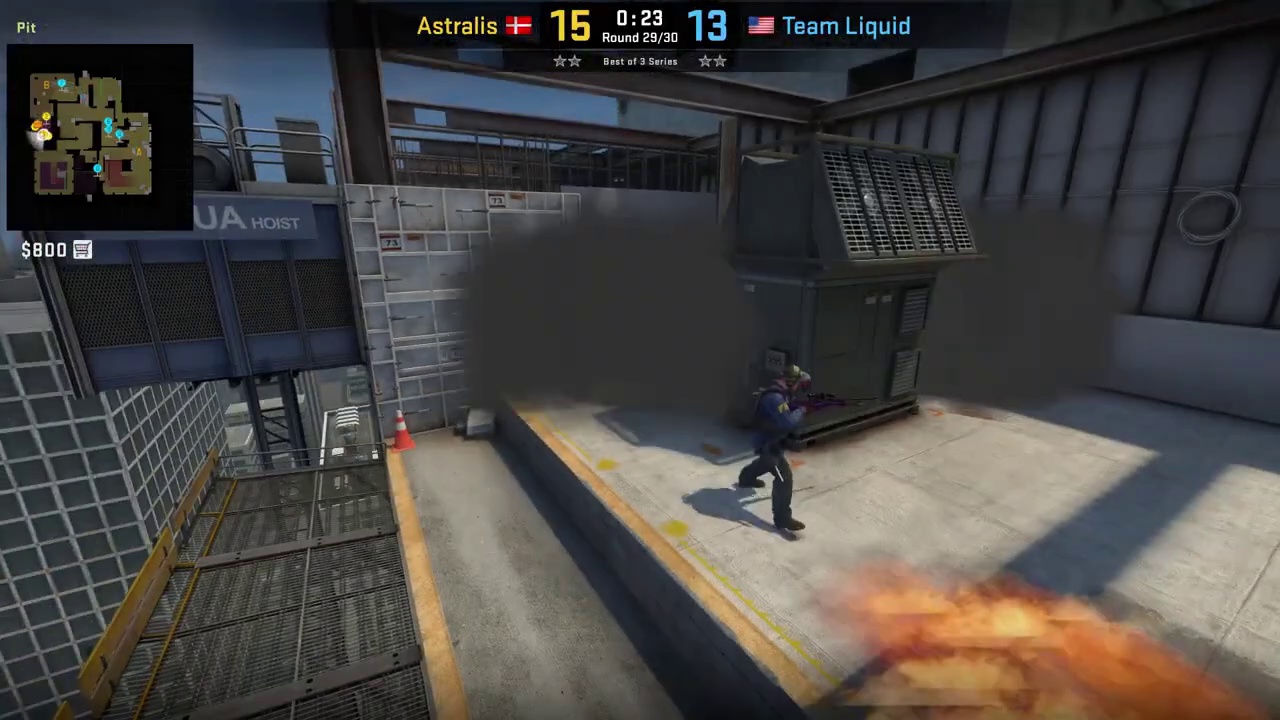 Pit
Astralis 15 0:23 13 Team Liquid
Round 29/30
Best of 3 Series
B
A
UA HOIST
$800
73
73